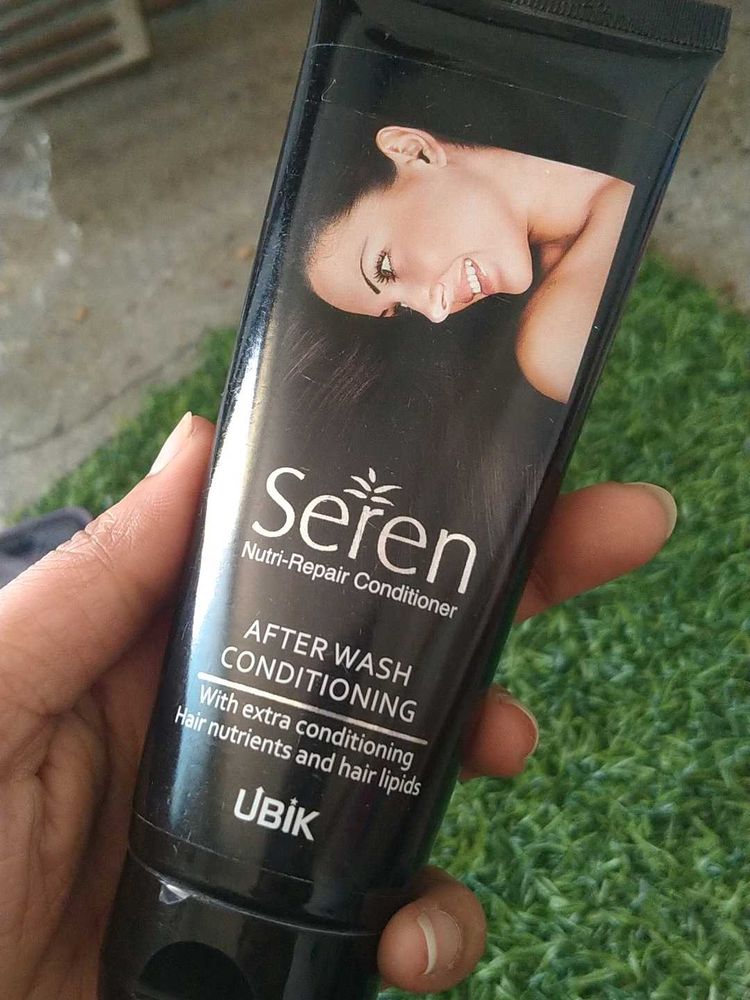 Seren
Nutri-Repair Conditioner
AFTER WASH
CONDITIONING
With extra conditioning
Hair nutrients and hair lipids
UBiK